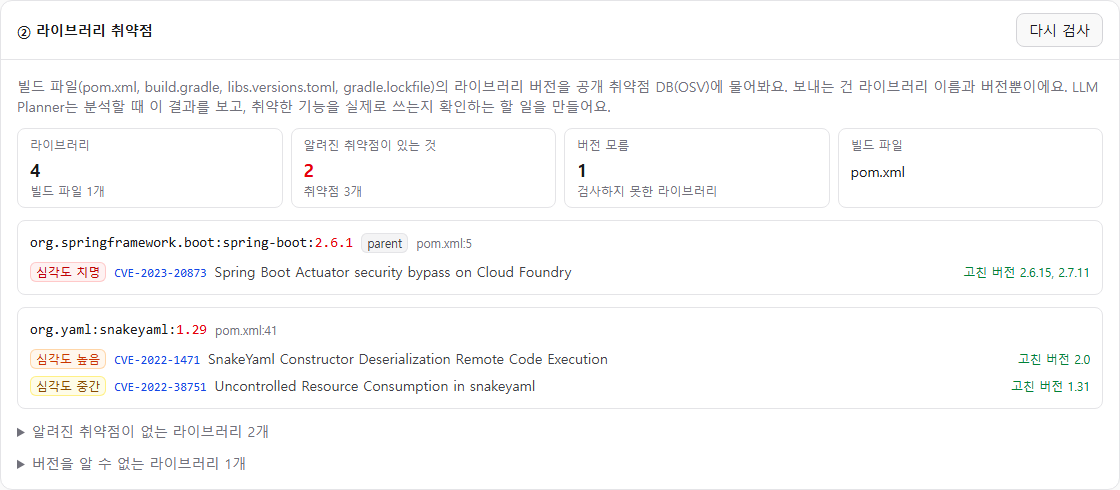 ② 라이브러리 취약점
다시 검사
빌드 파일(pom.xml, build.gradle, libs.versions.toml, gradle.lockfile)의 라이브러리 버전을 공개 취약점 DB(OSV)에 물어봐요. 보내는 건 라이브러리 이름과 버전뿐이에요. LLM
Planner는 분석할 때 이 결과를 보고, 취약한 기능을 실제로 쓰는지 확인하는 할 일을 만들어요.
라이브러리
4
빌드 파일 1개
알려진 취약점이 있는 것
2
취약점 3개
버전 모름
1
검사하지 못한 라이브러리
빌드 파일
pom.xml
org.springframework.boot:spring-boot:2.6.1 parent pom.xml:5
심각도 치명 CVE-2023-20873 Spring Boot Actuator security bypass on Cloud Foundry 고친 버전 2.6.15, 2.7.11
org.yaml:snakeyaml:1.29 pom.xml:41
심각도 높음 CVE-2022-1471 SnakeYaml Constructor Deserialization Remote Code Execution 고친 버전 2.0
심각도 중간 CVE-2022-38751 Uncontrolled Resource Consumption in snakeyaml 고친 버전 1.31
▶ 알려진 취약점이 없는 라이브러리 2개
▶ 버전을 알 수 없는 라이브러리 1개